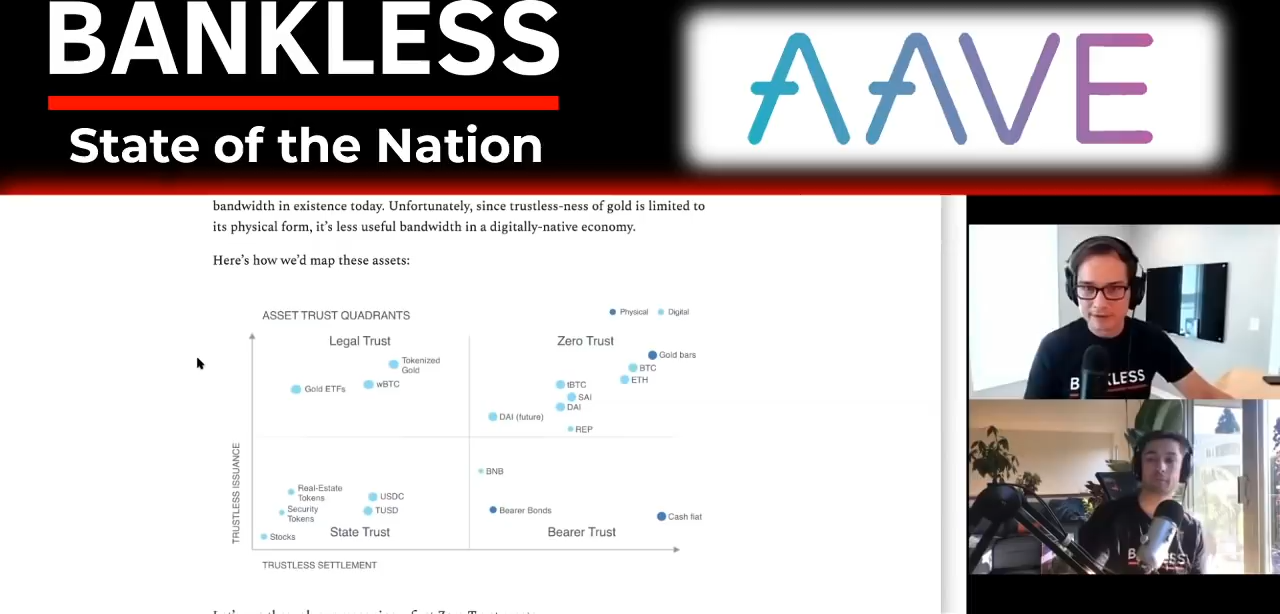 BANKLESS
State of the Nation
AAVE
bandwidth in existence today. Unfortunately, since trustless-ness of gold is limited to
its physical form, it's less useful bandwidth in a digitally-native economy.
Here's how we'd map these assets:
ASSET TRUST QUADRANTS
Physical
Digital
Legal Trust
Zero Trust
Tokenized
Gold
Gold ETFs
wBTC
Gold bars
BTC
ETH
tBTC
SAI
DAI
DAI (future)
REP
BNB
Real-Estate
Tokens
Security
Tokens
Stocks
USDC
TUSD
State Trust
Bearer Bonds
Cash fiat
Bearer Trust
TRUSTLESS ISSUANCE
TRUSTLESS SETTLEMENT